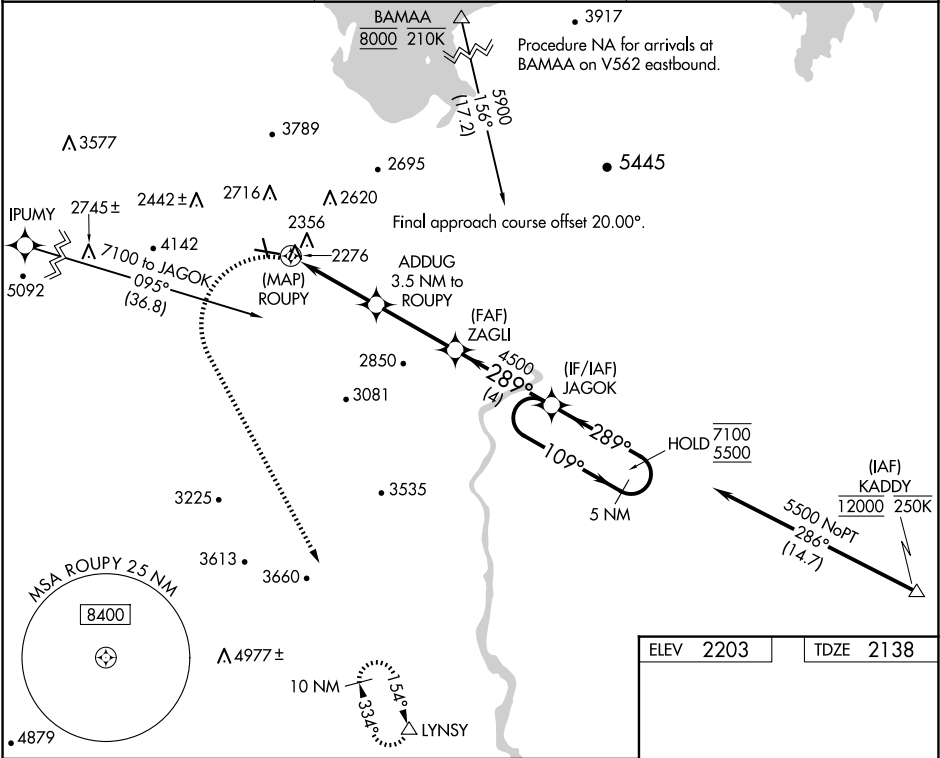 BAMAA
8000 210K
3917
Procedure NA for arrivals at
BAMAA on V562 eastbound.
5900
156°
(17.2)
3789
3577
2695
5445
2716
2620
2442±
2745±
IPUMY
2356
Final approach course offset 20.00°.
4142
2276
7100 to JAGOK
095°
(36.8)
5092
(MAP)
ROUPY
ADDUG
3.5 NM to
ROUPY
(FAF)
ZAGLI
2850
4500
289°
(4)
(IF/IAF)
JAGOK
3081
289°
109°
HOLD 7100
5500
5 NM
(IAF)
KADDY
12000 250K
5500 NoPT
286°
(14.7)
3225
3535
3613
3660
MSA ROUPY 25 NM
8400
4977±
10 NM
154°
334°
LYNSY
4879
ELEV 2203
TDZE 2138